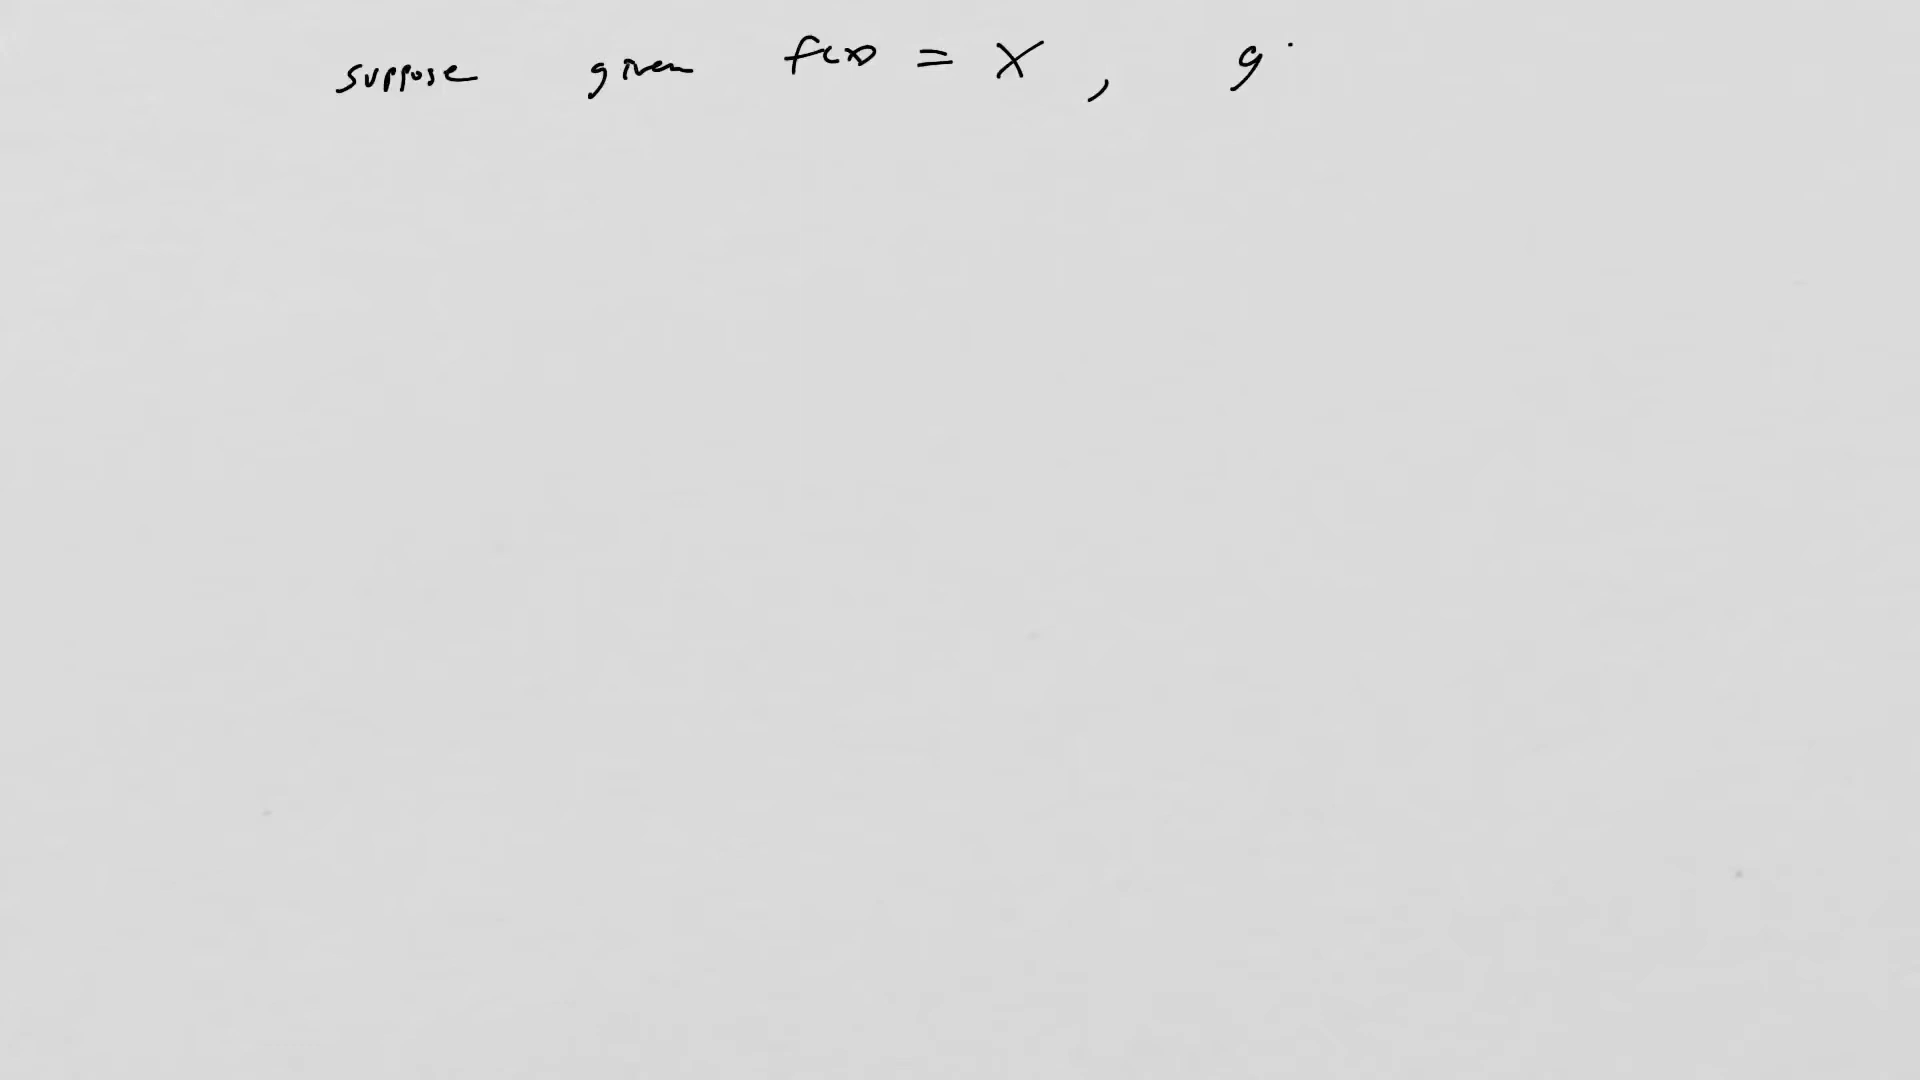 suppose given f(x) = x , g